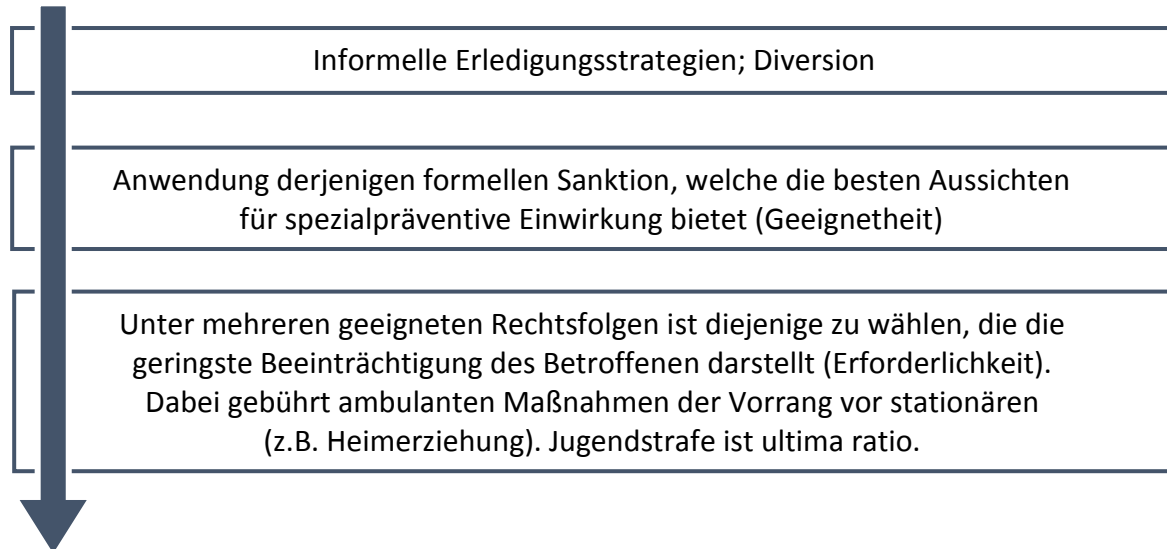 Informelle Erledigungsstrategien; Diversion
Anwendung derjenigen formellen Sanktion, welche die besten Aussichten
für spezialpräventive Einwirkung bietet (Geeignetheit)
Unter mehreren geeigneten Rechtsfolgen ist diejenige zu wählen, die die
geringste Beeinträchtigung des Betroffenen darstellt (Erforderlichkeit).
Dabei gebührt ambulanten Maßnahmen der Vorrang vor stationären
(z.B. Heimerziehung). Jugendstrafe ist ultima ratio.